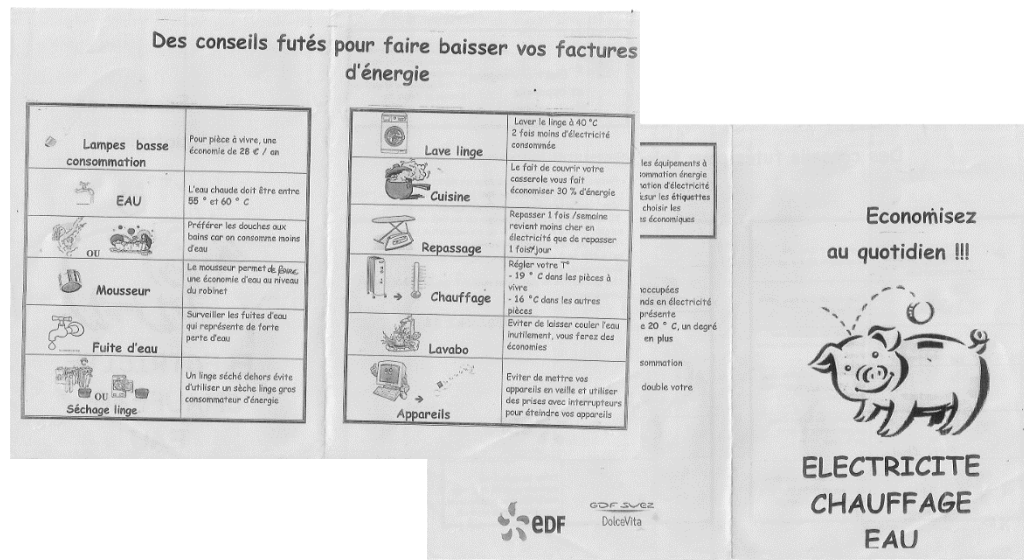 Des conseils futés pour faire baisser vos factures
d'énergie
Lampes basse
consommation
Pour pièce à vivre, une
économie de 28 € / an
EAU
L'eau chaude doit être entre
55 ° et 60 ° C
OU
Préférer les douches aux
bains car on consomme moins
d'eau
Mousseur
Le mousseur permet de faire
une économie d'eau au niveau
du robinet
Fuite d'eau
Surveiller les fuites d'eau
qui représente de forte
perte d'eau
OU
Séchage linge
Un linge séché dehors évite
d'utiliser un sèche linge gros
consommateur d'énergie
Lave linge
Laver le linge à 40 °C
2 fois moins d'électricité
consommée
Cuisine
Le fait de couvrir votre
casserole vous fait
économiser 30 % d'énergie
Repassage
Repasser 1 fois /semaine
revient moins cher en
électricité que de repasser
1 fois/jour
Chauffage
Régler votre T°
- 19 ° C dans les pièces à
vivre
- 16 °C dans les autres
pièces
Lavabo
Eviter de laisser couler l'eau
inutilement, vous ferez des
économies
Appareils
Eviter de mettre vos
appareils en veille et utiliser
des prises avec interrupteurs
pour éteindre vos appareils
les équipements à
ommation énergie
ation d'électricité
sur les étiquettes
choisir les
s économiques
occupées
nds en électricité
présente
e 20 ° C, un degré
en plus
sommation
double votre
edF
GDF SUEZ
DolceVita
Economisez
au quotidien !!!
ELECTRICITE
CHAUFFAGE
EAU